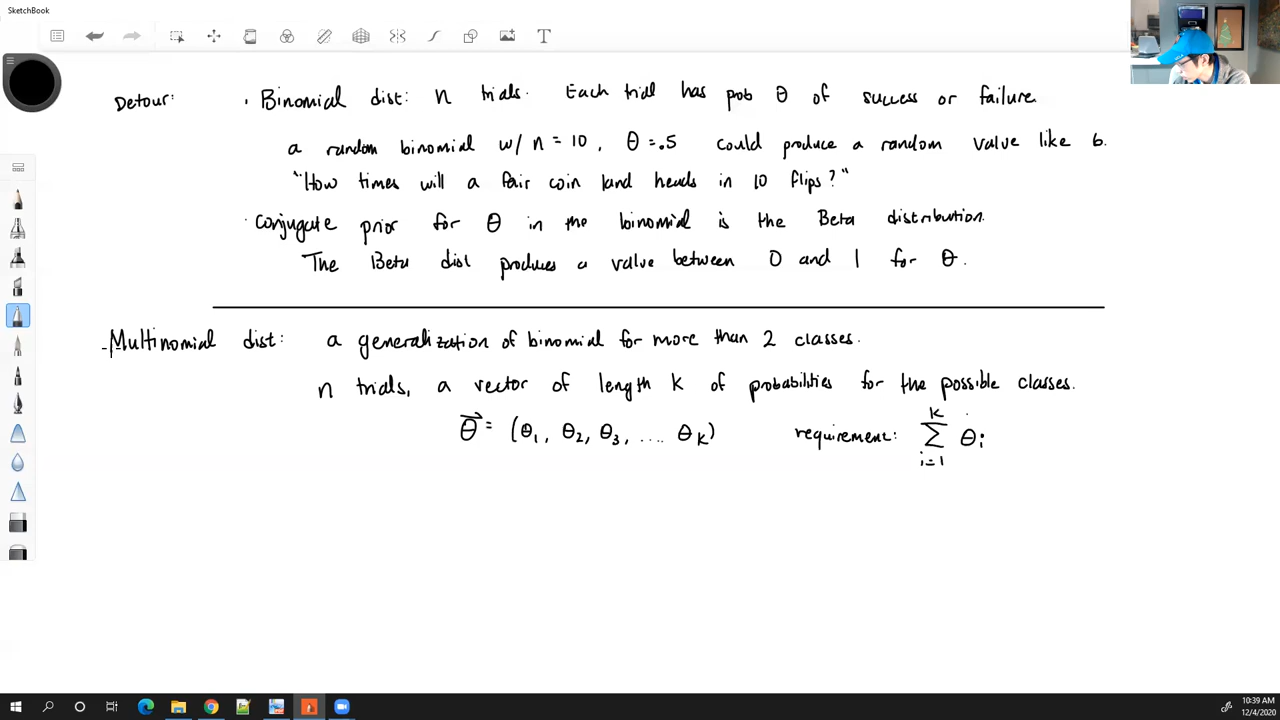 SketchBook
Detour: · Binomial dist: n trials. Each trial has pob θ of success or failure.
a random binomial w/ n = 10, θ = .5 could produce a random value like 6.
"How times will a fair coin land heads in 10 flips?"
· Conjugate prior for θ in the binomial is the Beta distribution.
The Beta dist produces a value between 0 and 1 for θ.
- Multinomial dist: a generalization of binomial for more than 2 classes.
n trials, a vector of length K of probabilities for the possible classes.
θ⃗ = (θ₁, θ₂, θ₃, .... θ_K) requirement: ∑_{i=1}^{K} θᵢ
10:39 AM
12/4/2020